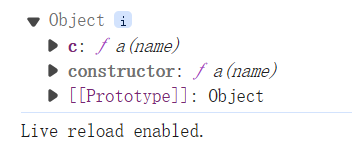 Object i
c: ƒ a(name)
constructor: ƒ a(name)
[[Prototype]]: Object
Live reload enabled.